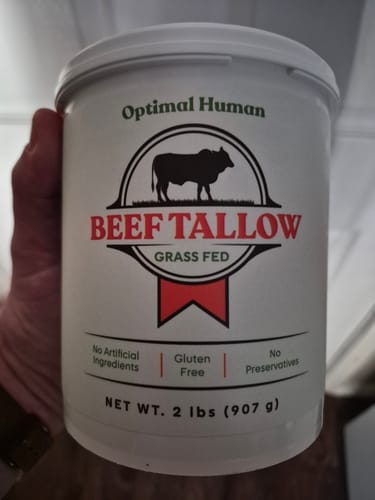 Optimal Human
BEEF TALLOW
GRASS FED
No Artificial
Ingredients
Gluten
Free
No
Preservatives
NET WT. 2 lbs (907 g)